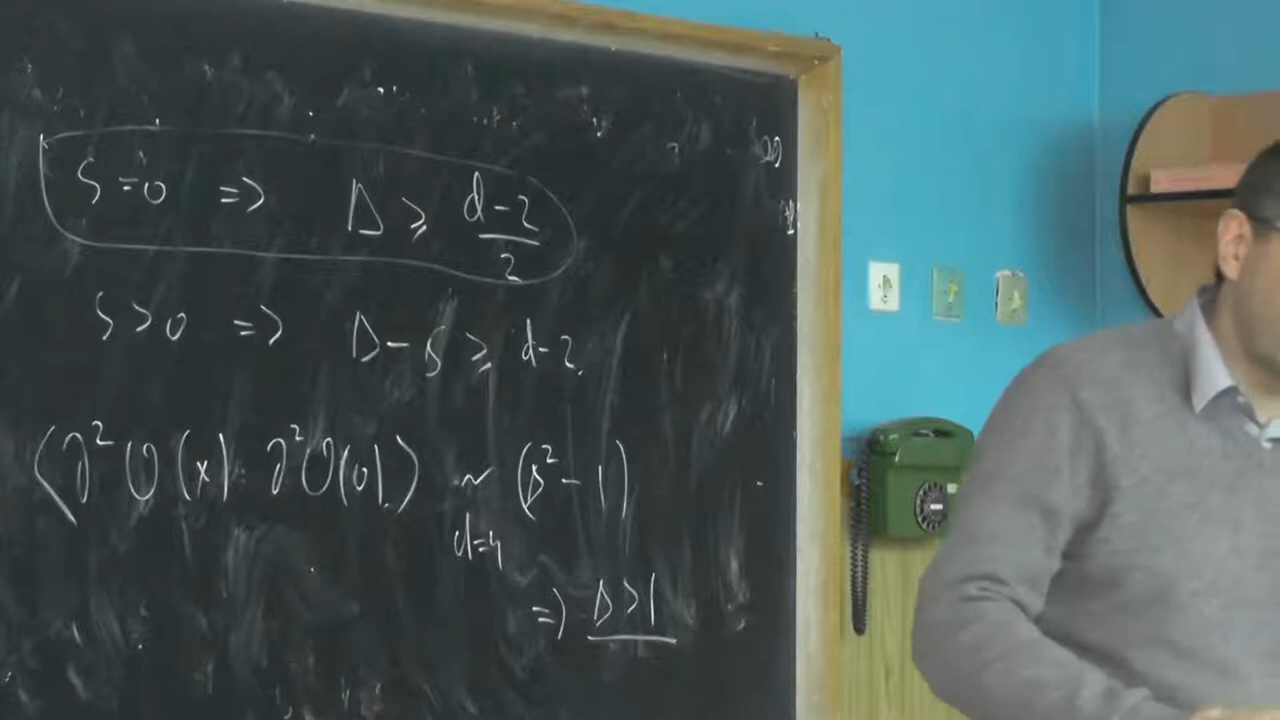 S=0 => Δ ≥ (d-2)/2
S>0 => Δ-S ≥ d-2.
⟨∂²O(x) ∂²O(0)⟩ ~ (Δ²-1)
d=4
=> Δ>1